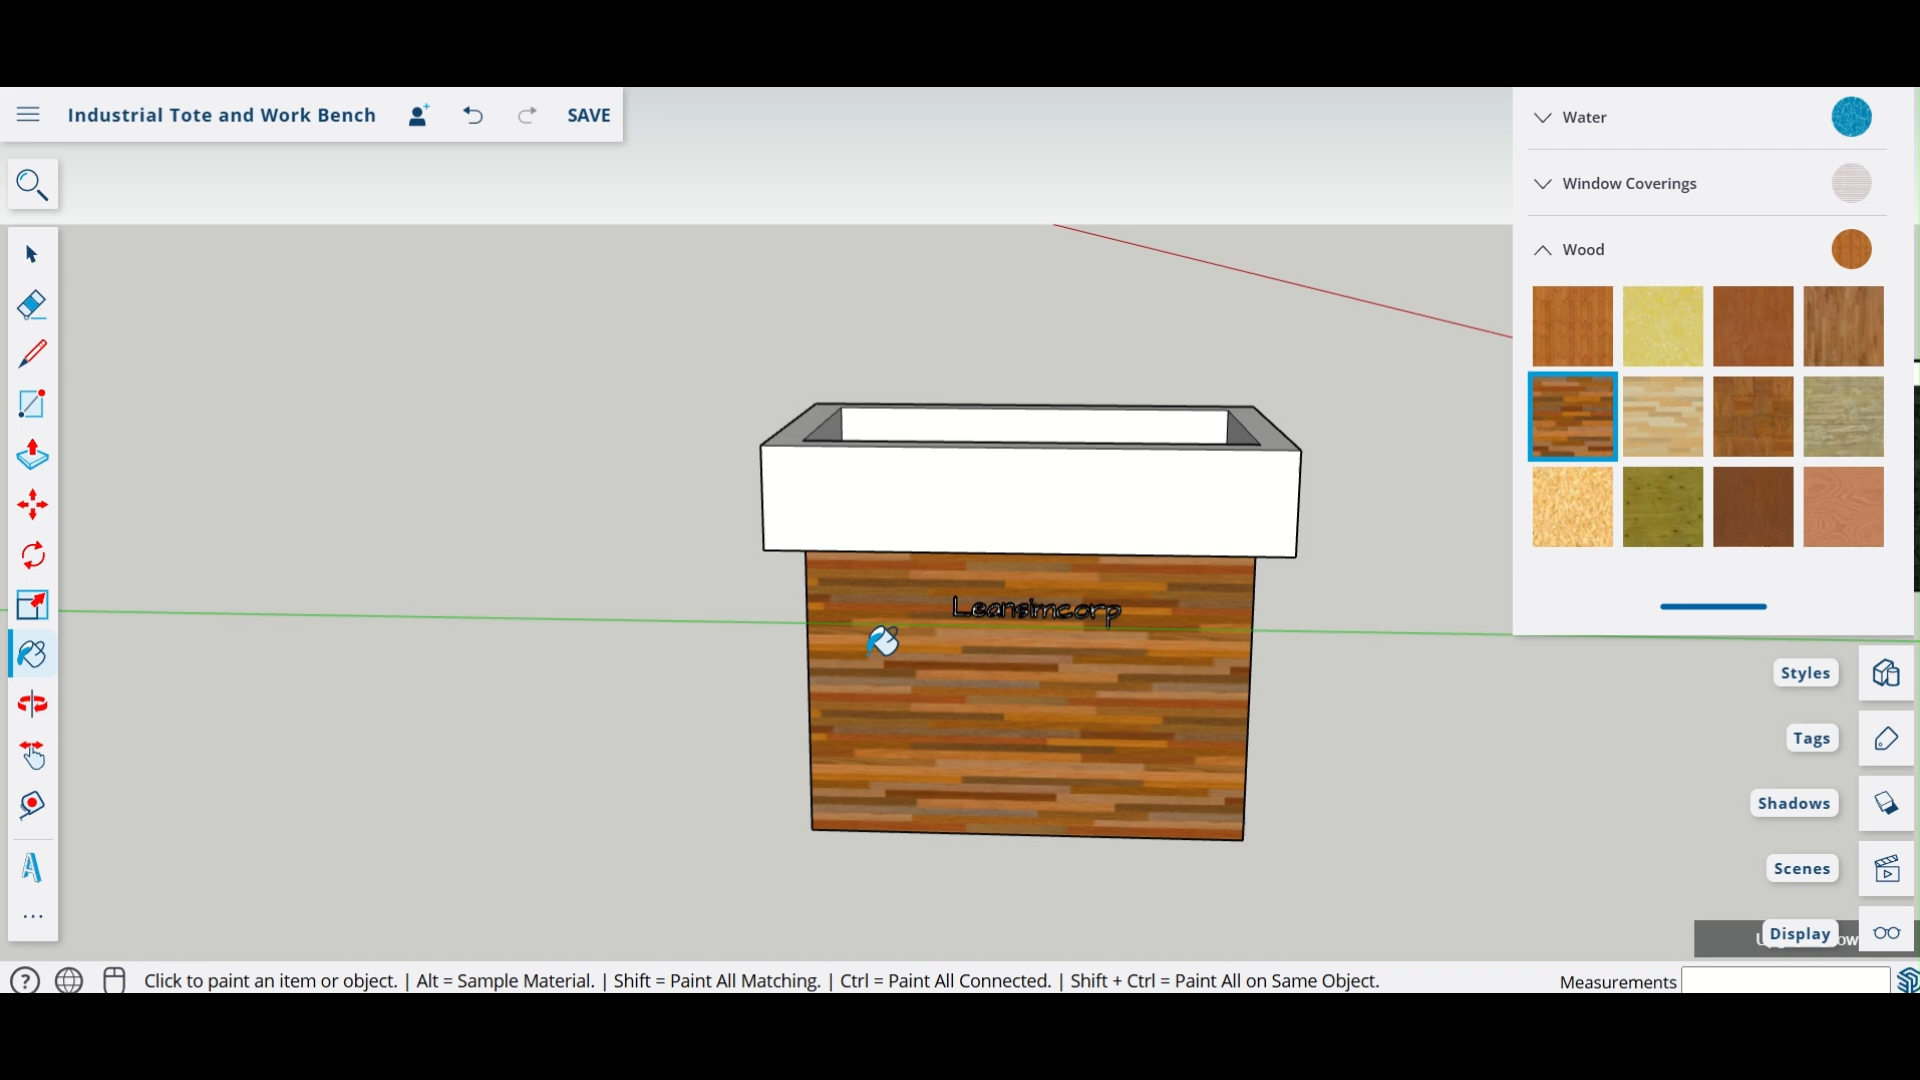 Industrial Tote and Work Bench
SAVE
Water
Window Coverings
Wood
Leansimcorp
Styles
Tags
Shadows
Scenes
Display
Click to paint an item or object. | Alt = Sample Material. | Shift = Paint All Matching. | Ctrl = Paint All Connected. | Shift + Ctrl = Paint All on Same Object.
Measurements